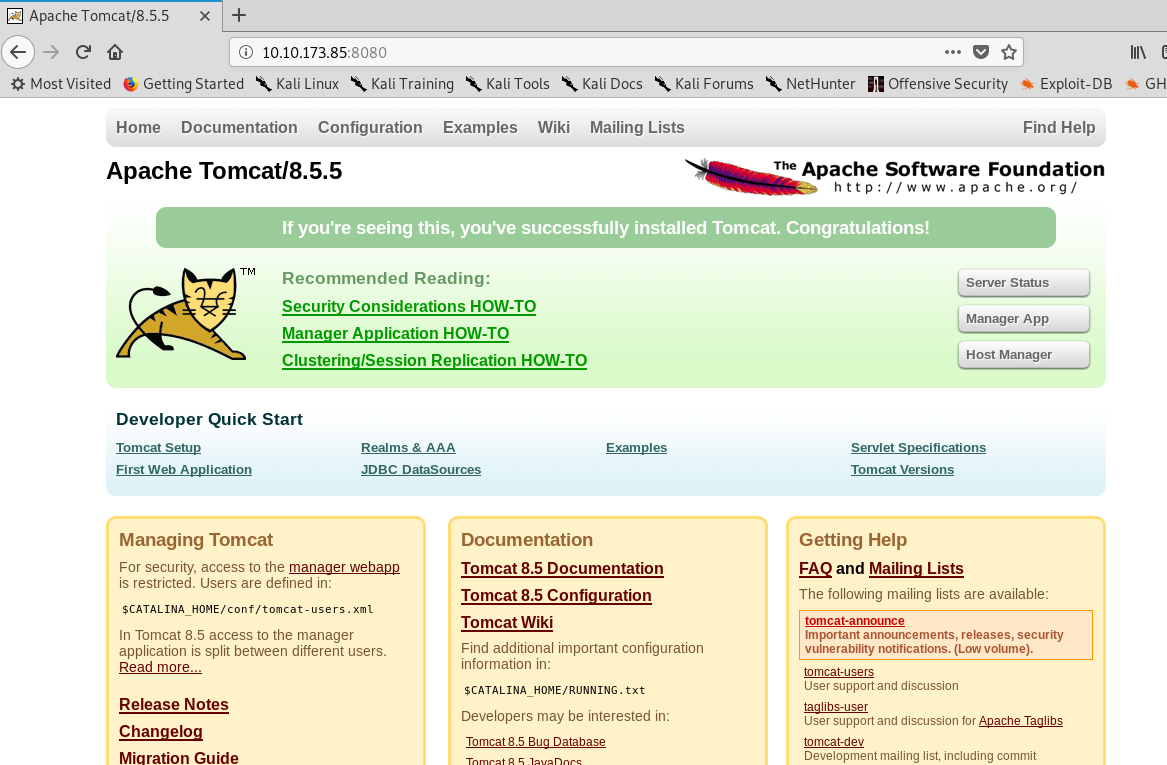 Apache Tomcat/8.5.5
10.10.173.85:8080
Most Visited Getting Started Kali Linux Kali Training Kali Tools Kali Docs Kali Forums NetHunter Offensive Security Exploit-DB GH
Home Documentation Configuration Examples Wiki Mailing Lists Find Help
Apache Tomcat/8.5.5
The Apache Software Foundation
http://www.apache.org/
If you're seeing this, you've successfully installed Tomcat. Congratulations!
TM
Recommended Reading:
Security Considerations HOW-TO
Manager Application HOW-TO
Clustering/Session Replication HOW-TO
Server Status
Manager App
Host Manager
Developer Quick Start
Tomcat Setup
First Web Application
Realms & AAA
JDBC DataSources
Examples
Servlet Specifications
Tomcat Versions
Managing Tomcat
For security, access to the manager webapp
is restricted. Users are defined in:
$CATALINA_HOME/conf/tomcat-users.xml
In Tomcat 8.5 access to the manager
application is split between different users.
Read more...
Release Notes
Changelog
Migration Guide
Documentation
Tomcat 8.5 Documentation
Tomcat 8.5 Configuration
Tomcat Wiki
Find additional important configuration
information in:
$CATALINA_HOME/RUNNING.txt
Developers may be interested in:
Tomcat 8.5 Bug Database
Tomcat 8.5 JavaDocs
Getting Help
FAQ and Mailing Lists
The following mailing lists are available:
tomcat-announce
Important announcements, releases, security
vulnerability notifications. (Low volume).
tomcat-users
User support and discussion
taglibs-user
User support and discussion for Apache Taglibs
tomcat-dev
Development mailing list, including commit